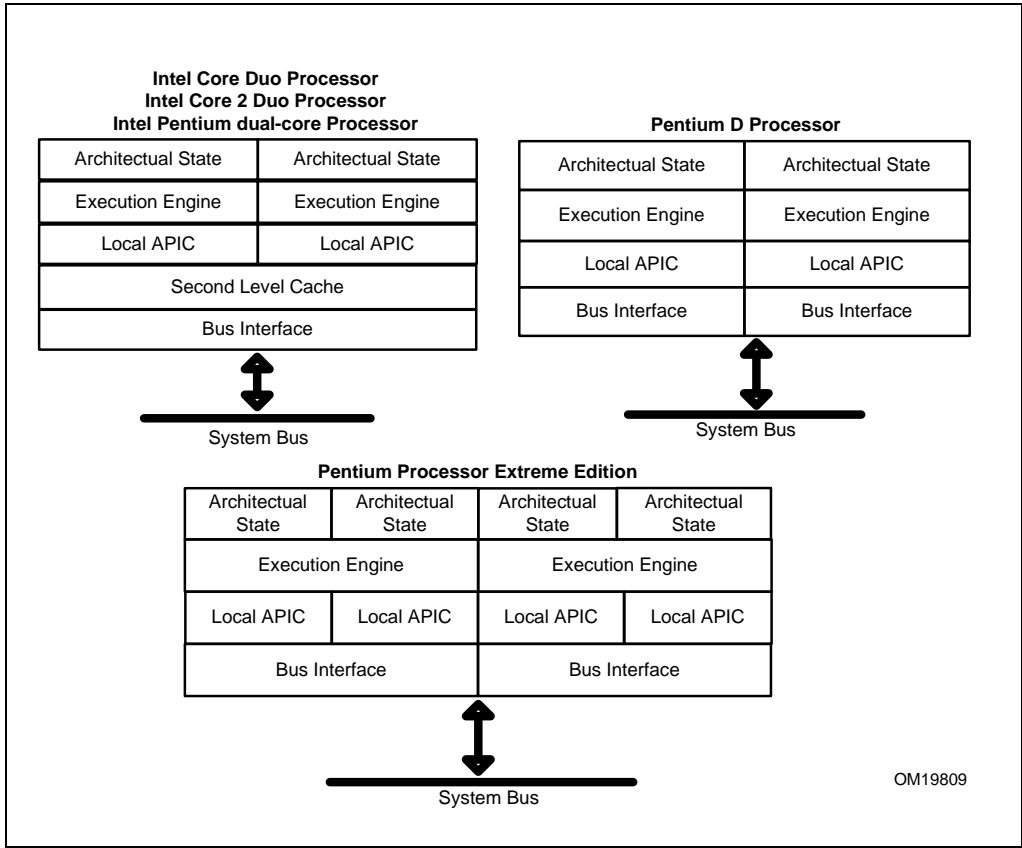 Intel Core Duo Processor
Intel Core 2 Duo Processor
Intel Pentium dual-core Processor
Architectual State
Architectual State
Execution Engine
Execution Engine
Local APIC
Local APIC
Second Level Cache
Bus Interface
System Bus
Pentium D Processor
Architectual State
Architectual State
Execution Engine
Execution Engine
Local APIC
Local APIC
Bus Interface
Bus Interface
System Bus
Pentium Processor Extreme Edition
Architectual
State
Architectual
State
Architectual
State
Architectual
State
Execution Engine
Execution Engine
Local APIC
Local APIC
Local APIC
Local APIC
Bus Interface
Bus Interface
System Bus
OM19809